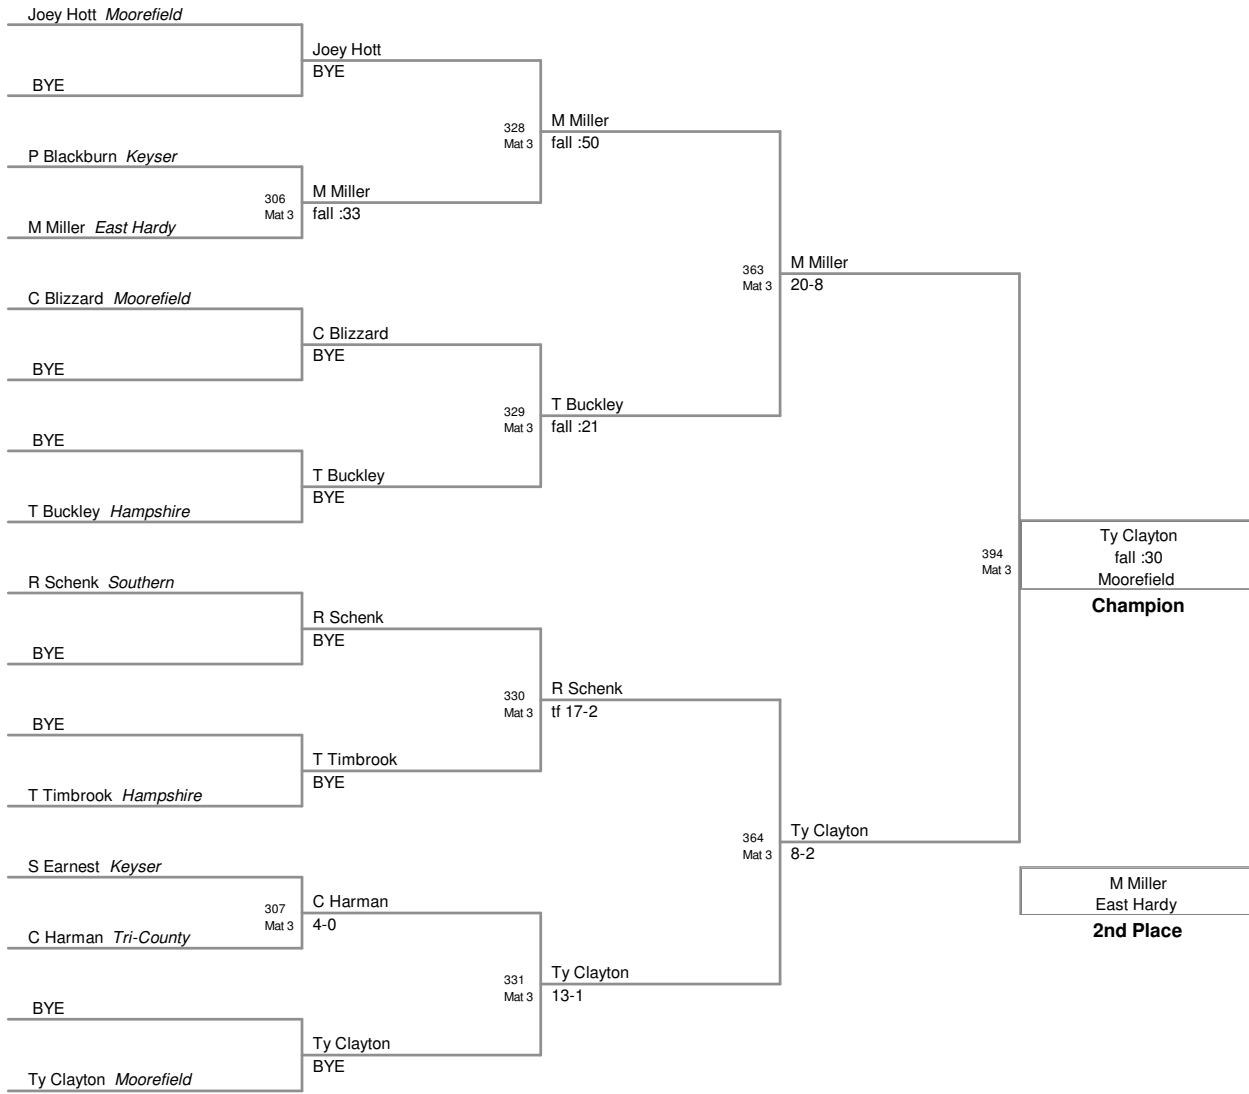 Joey Hott Moorefield
BYE
P Blackburn Keyser
M Miller East Hardy
C Blizzard Moorefield
BYE
BYE
T Buckley Hampshire
R Schenk Southern
BYE
BYE
T Timbrook Hampshire
S Earnest Keyser
C Harman Tri-County
BYE
Ty Clayton Moorefield
Joey Hott
BYE
306
Mat 3
M Miller
fall :33
C Blizzard
BYE
T Buckley
BYE
R Schenk
BYE
T Timbrook
BYE
307
Mat 3
C Harman
4-0
Ty Clayton
BYE
328
Mat 3
M Miller
fall :50
329
Mat 3
T Buckley
fall :21
330
Mat 3
R Schenk
tf 17-2
331
Mat 3
Ty Clayton
13-1
363
Mat 3
M Miller
20-8
364
Mat 3
Ty Clayton
8-2
394
Mat 3
Ty Clayton
fall :30
Moorefield
Champion
M Miller
East Hardy
2nd Place